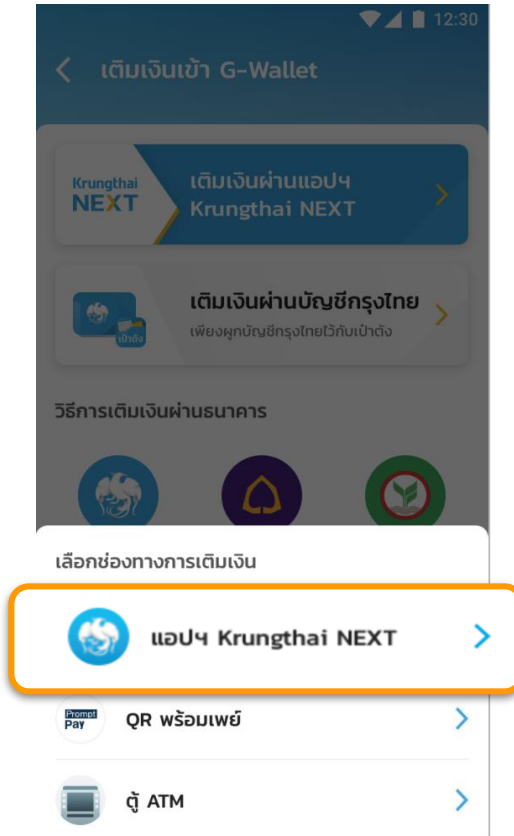 12:30
เติมเงินเข้า G-Wallet
Krungthai
NEXT
เติมเงินผ่านแอปฯ
Krungthai NEXT
เป๋าตัง
เติมเงินผ่านบัญชีกรุงไทย
เพียงผูกบัญชีกรุงไทยไว้กับเป๋าตัง
วิธีการเติมเงินผ่านธนาคาร
เลือกช่องทางการเติมเงิน
แอปฯ Krungthai NEXT
Prompt
Pay
QR พร้อมเพย์
ตู้ ATM